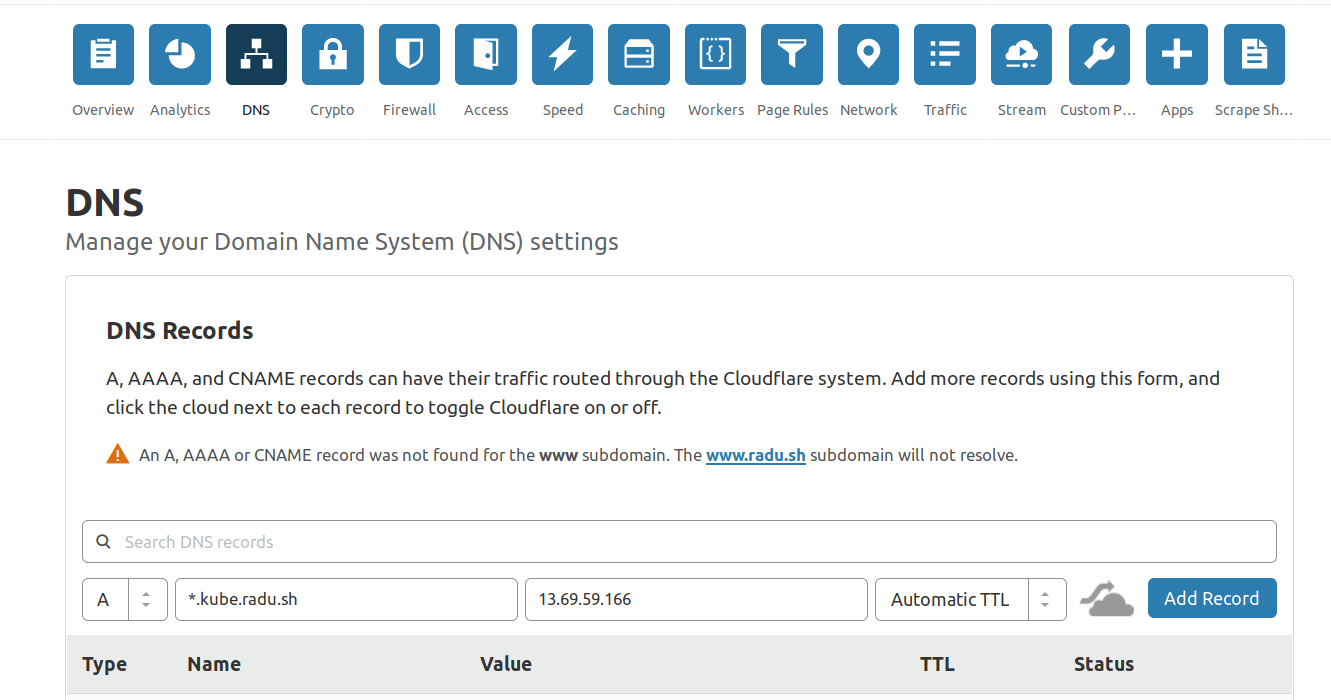 Overview Analytics DNS Crypto Firewall Access Speed Caching Workers Page Rules Network Traffic Stream Custom P... Apps Scrape Sh...
DNS
Manage your Domain Name System (DNS) settings
DNS Records
A, AAAA, and CNAME records can have their traffic routed through the Cloudflare system. Add more records using this form, and
click the cloud next to each record to toggle Cloudflare on or off.
An A, AAAA or CNAME record was not found for the www subdomain. The www.radu.sh subdomain will not resolve.
Search DNS records
A *.kube.radu.sh 13.69.59.166 Automatic TTL Add Record
Type Name Value TTL Status